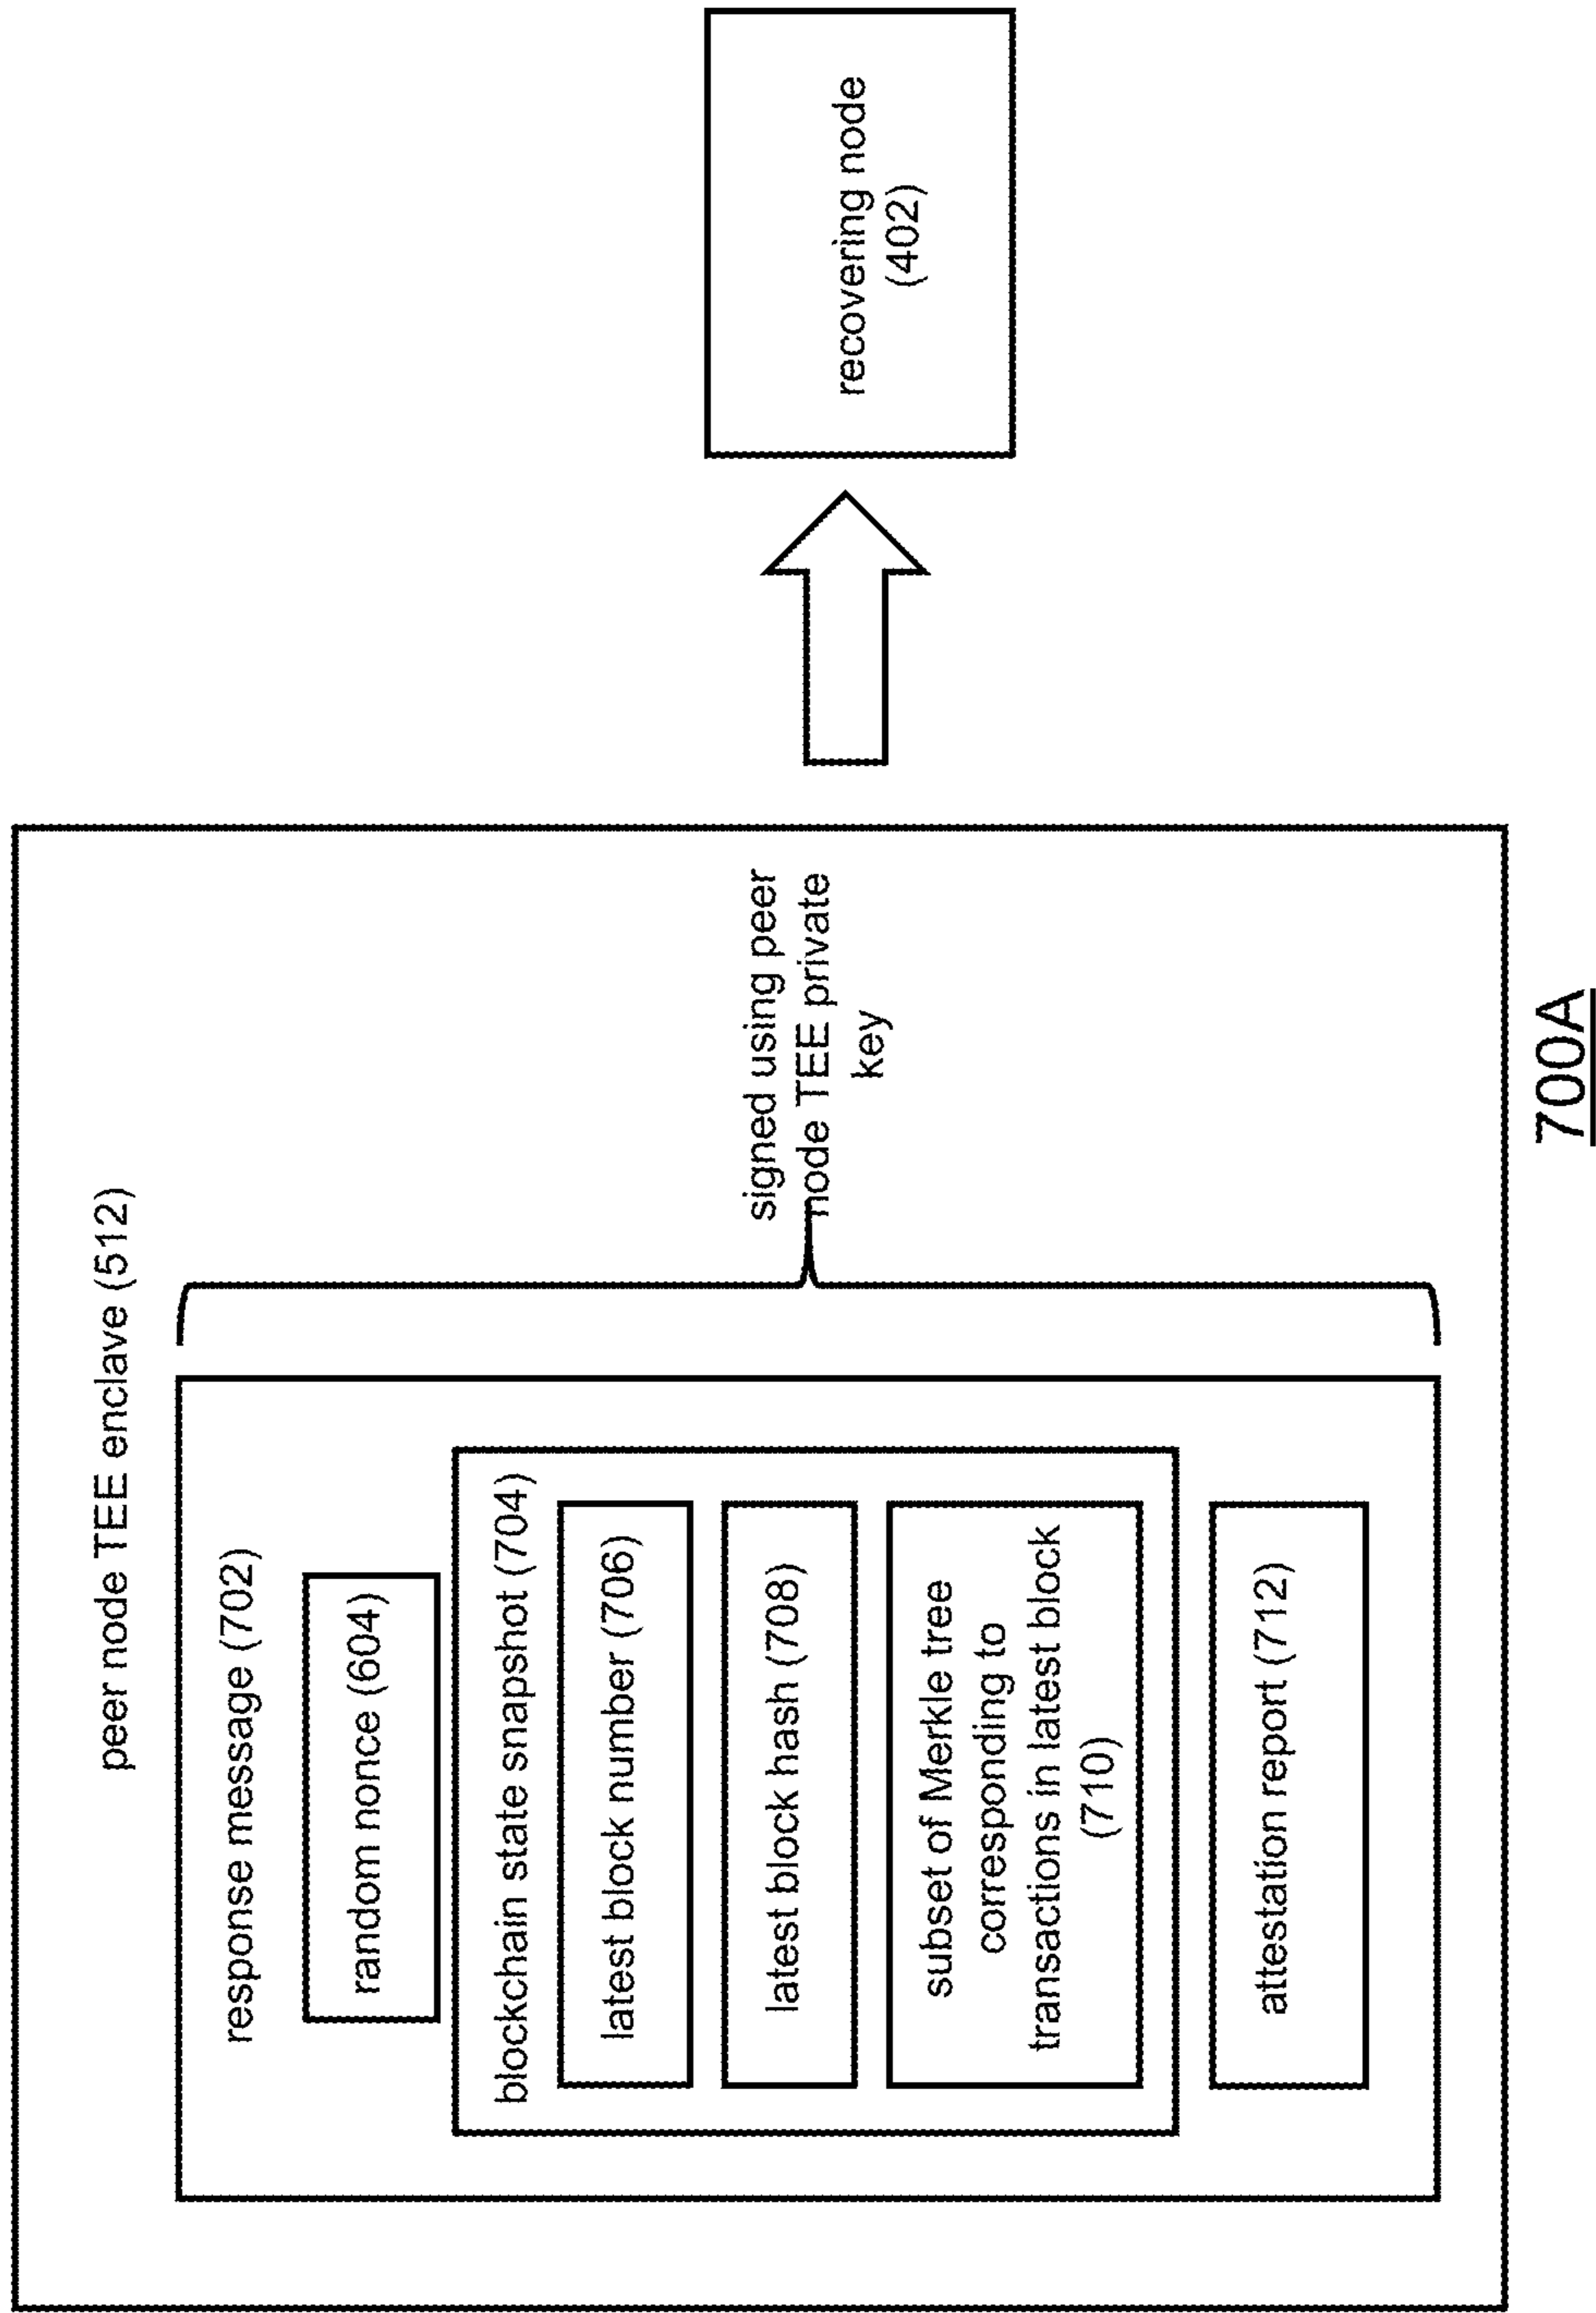 peer node TEE enclave (512)
response message (702)
random nonce (604)
blockchain state snapshot (704)
latest block number (706)
latest block hash (708)
subset of Merkle tree
corresponding to
transactions in latest block
(710)
attestation report (712)
signed using peer
node TEE private
key
recovering node
(402)
700A